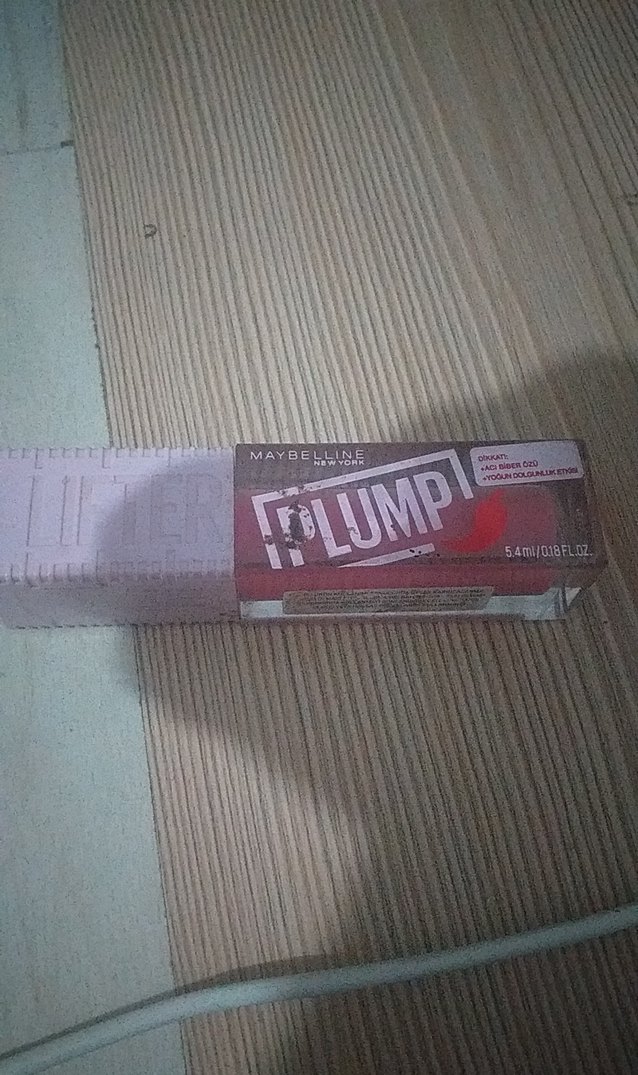 MAYBELLINE
NEW YORK
PLUMP
DİKKAT!:
+ACI BİBER ÖZÜ
+YOĞUN DOLGUNLUK ETKİSİ
5.4 ml/0.18 FL.OZ.
LIFTER